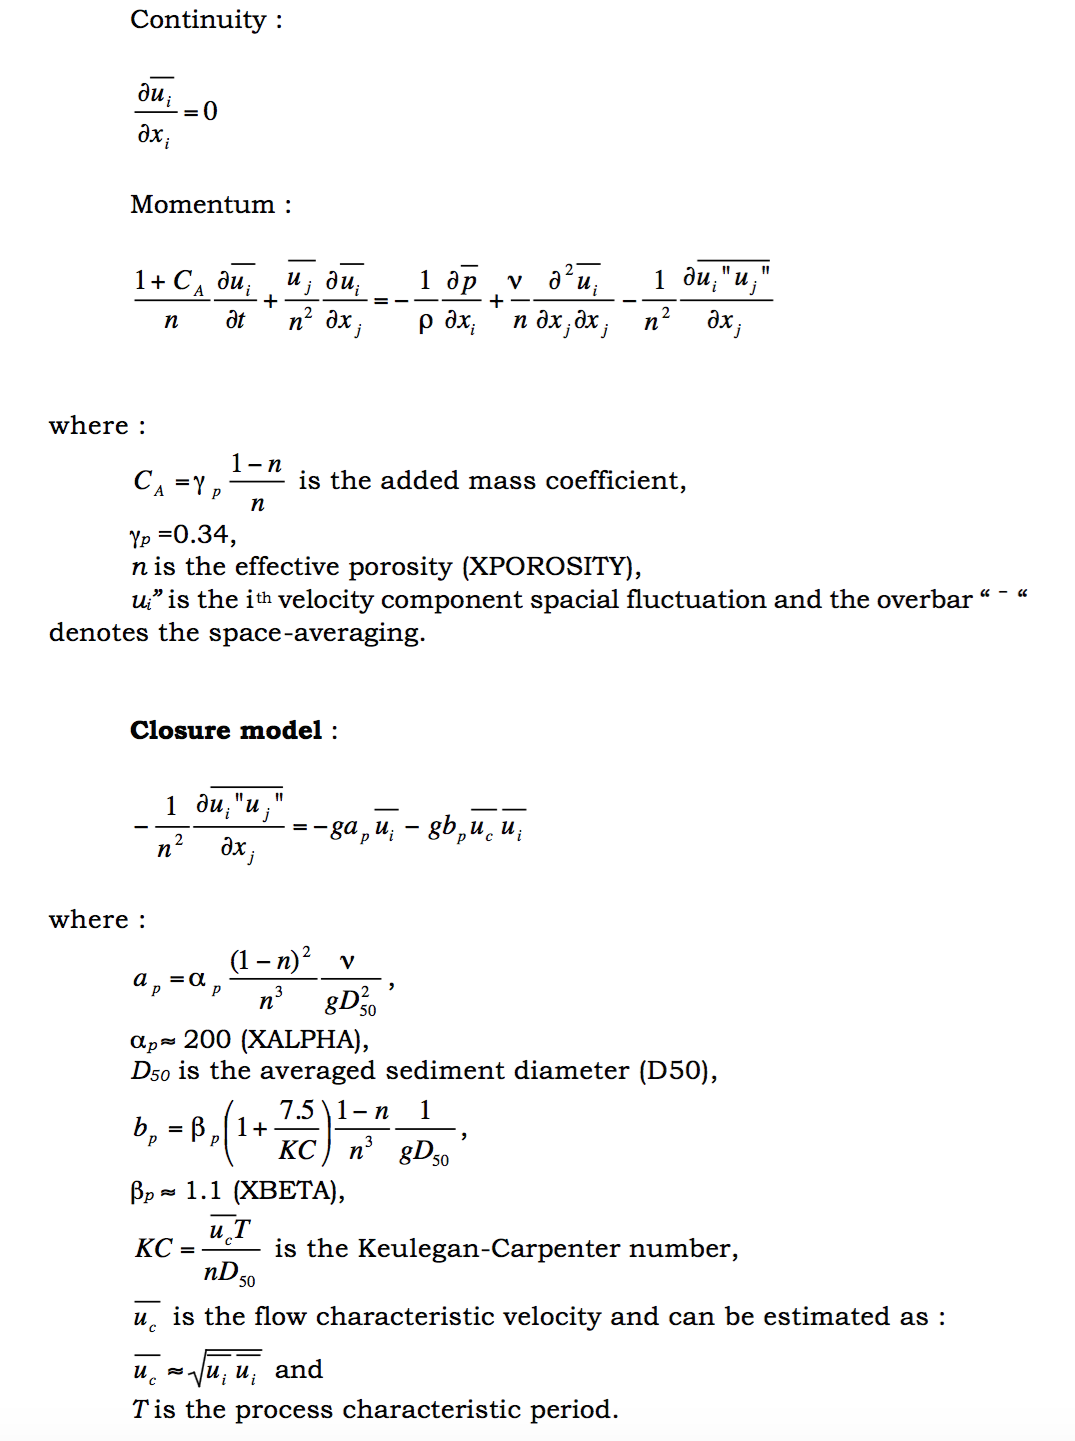 Continuity :
$\frac{\partial \overline{u_i}}{\partial x_i} = 0$
Momentum :
$\frac{1 + C_A}{n} \frac{\partial \overline{u_i}}{\partial t} + \frac{\overline{u_j}}{n^2} \frac{\partial \overline{u_i}}{\partial x_j} = -\frac{1}{\rho} \frac{\partial \overline{p}}{\partial x_i} + \frac{\nu}{n} \frac{\partial^2 \overline{u_i}}{\partial x_j \partial x_j} - \frac{1}{n^2} \frac{\partial \overline{u_i" u_j"}}{\partial x_j}$
where :
$C_A = \gamma_p \frac{1-n}{n}$ is the added mass coefficient,
$\gamma_p$ =0.34,
n is the effective porosity (XPOROSITY),
$u_i$” is the i$^{th}$ velocity component spacial fluctuation and the overbar “ ‾ “
denotes the space-averaging.
Closure model :
$-\frac{1}{n^2} \frac{\partial \overline{u_i" u_j"}}{\partial x_j} = -g a_p \overline{u_i} - g b_p \overline{u_c} \, \overline{u_i}$
where :
$a_p = \alpha_p \frac{(1-n)^2}{n^3} \frac{\nu}{g D_{50}^2}$ ,
$\alpha_p$≈ 200 (XALPHA),
$D_{50}$ is the averaged sediment diameter (D50),
$b_p = \beta_p \left(1 + \frac{7.5}{KC}\right) \frac{1-n}{n^3} \frac{1}{g D_{50}}$ ,
$\beta_p$ ≈ 1.1 (XBETA),
$KC = \frac{\overline{u_c} T}{n D_{50}}$ is the Keulegan-Carpenter number,
$\overline{u_c}$ is the flow characteristic velocity and can be estimated as :
$\overline{u_c} \approx \sqrt{\overline{u_i} \, \overline{u_i}}$ and
T is the process characteristic period.